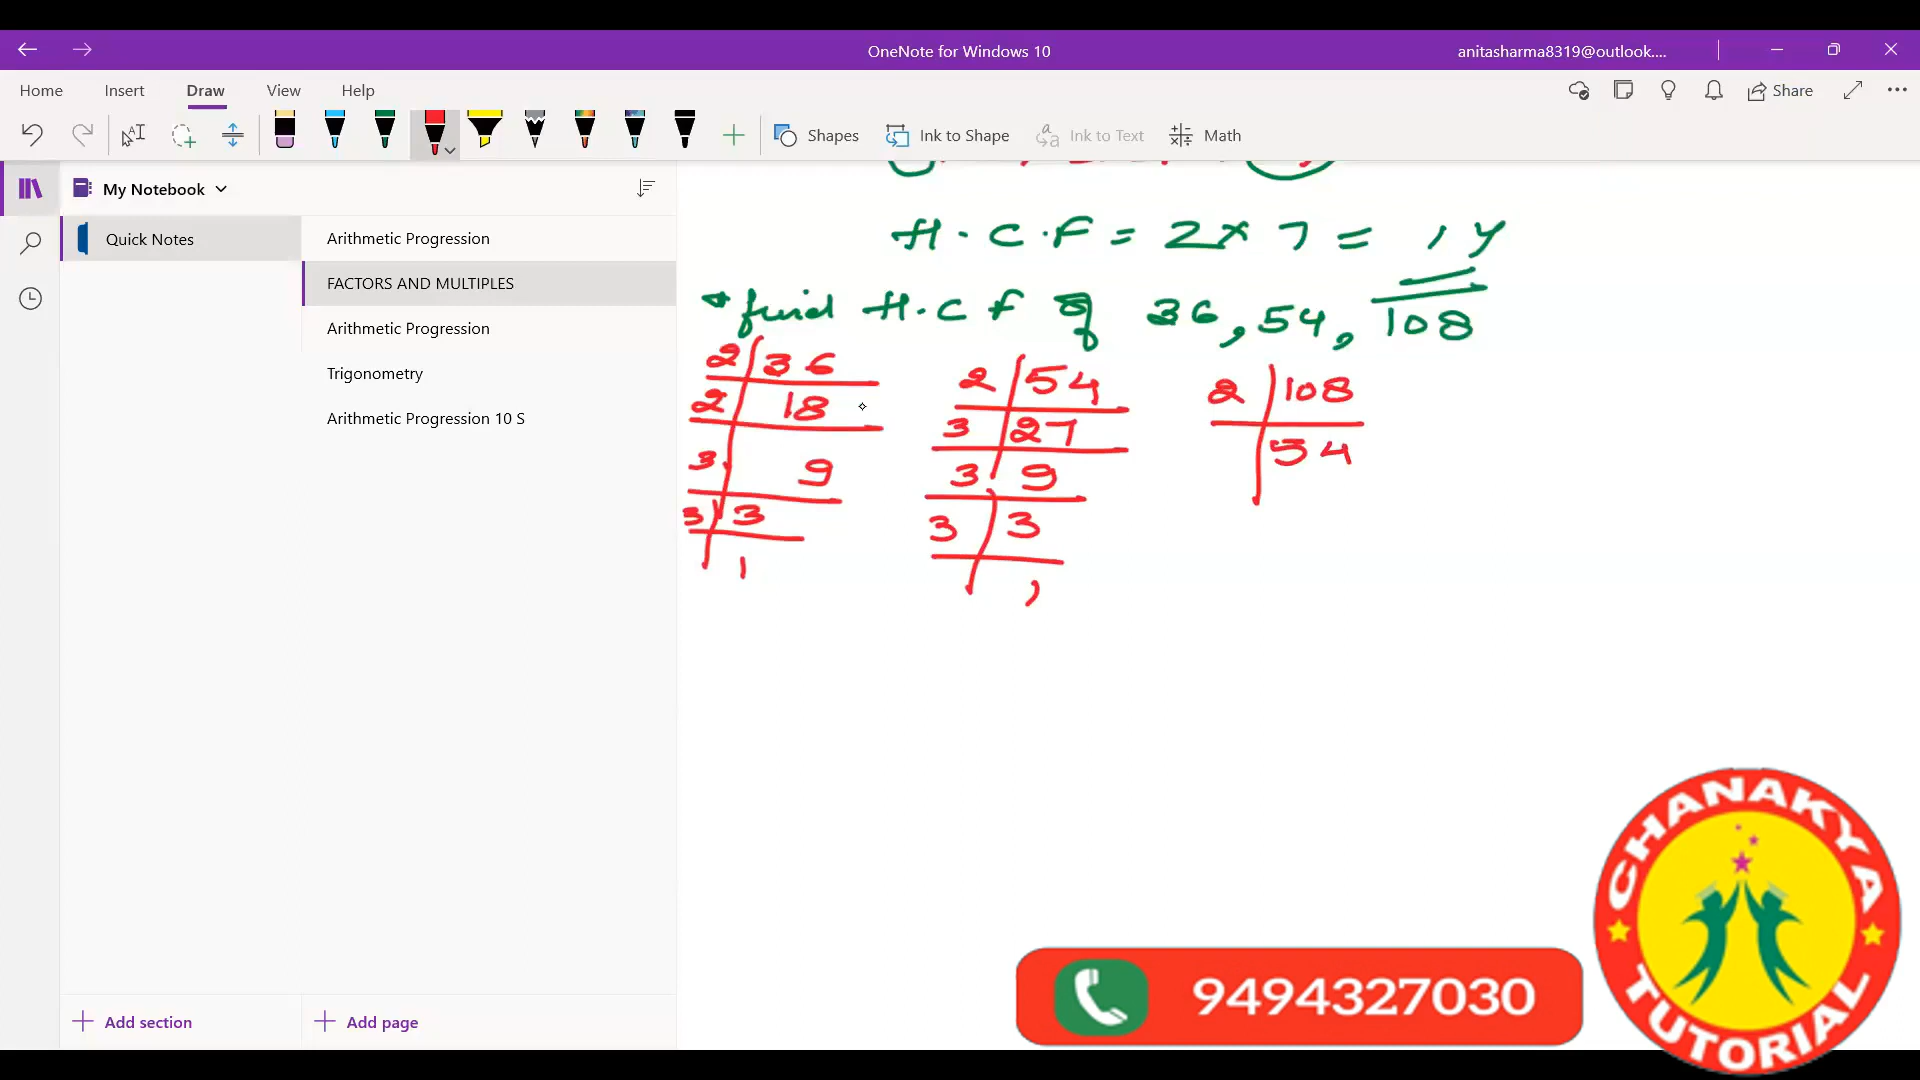 OneNote for Windows 10
anitasharma8319@outlook....
Home Insert Draw View Help
Share
Shapes Ink to Shape Ink to Text Math
My Notebook
Quick Notes
Arithmetic Progression
FACTORS AND MULTIPLES
Arithmetic Progression
Trigonometry
Arithmetic Progression 10 S
Add section
Add page
H.C.F = 2 x 7 = 14
find H.C F of 36, 54, 108
2 36
2 18
3 9
3 3
1
2 54
3 27
3 9
3 3
1
2 108
54
9494327030
CHANAKYA
TUTORIAL